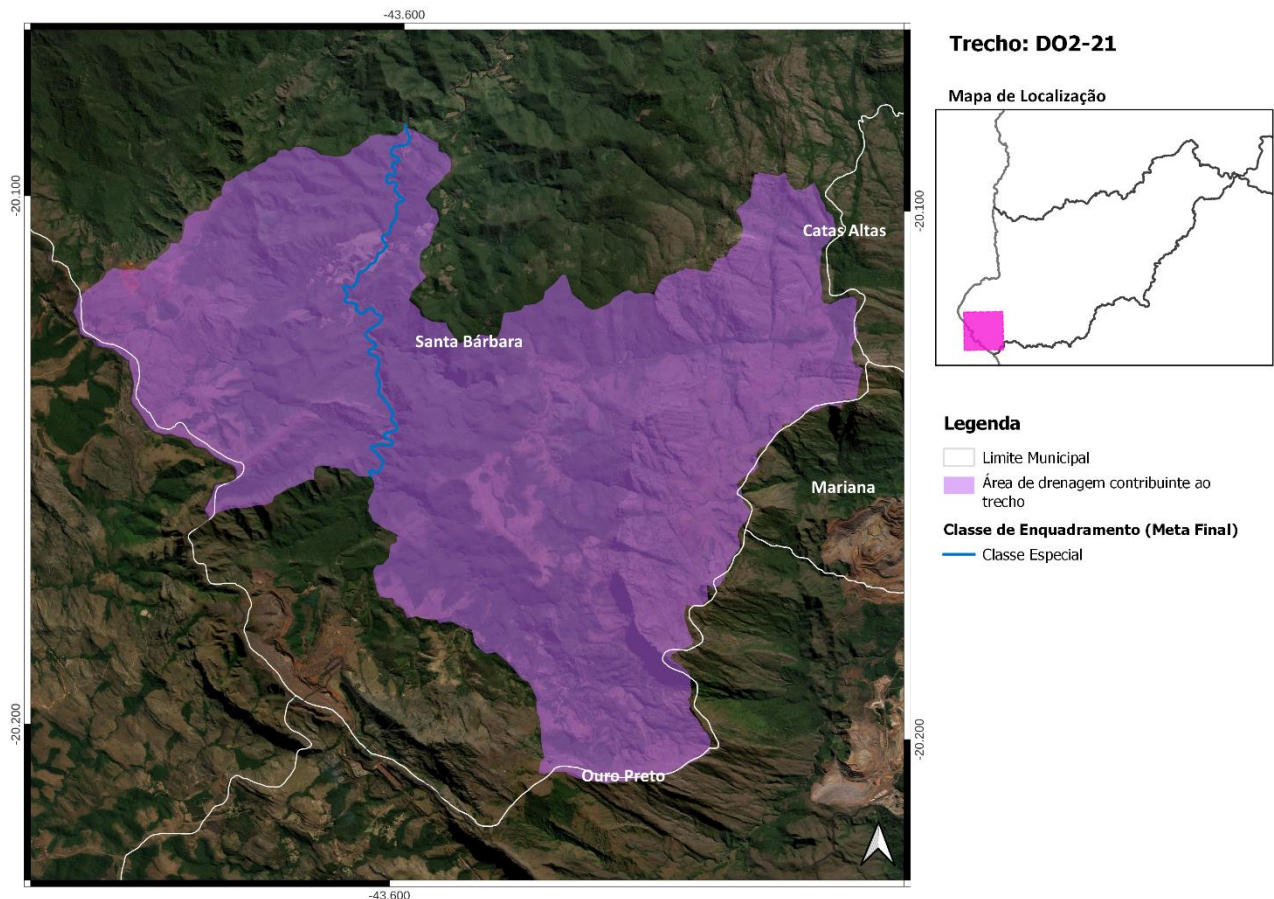 -43.600
Trecho: DO2-21
Mapa de Localização
-20.100
-20.100
Catas Altas
Santa Bárbara
Legenda
Limite Municipal
Área de drenagem contribuinte ao
trecho
Mariana
Classe de Enquadramento (Meta Final)
Classe Especial
-20.200
-20.200
Ouro Preto
-43.600